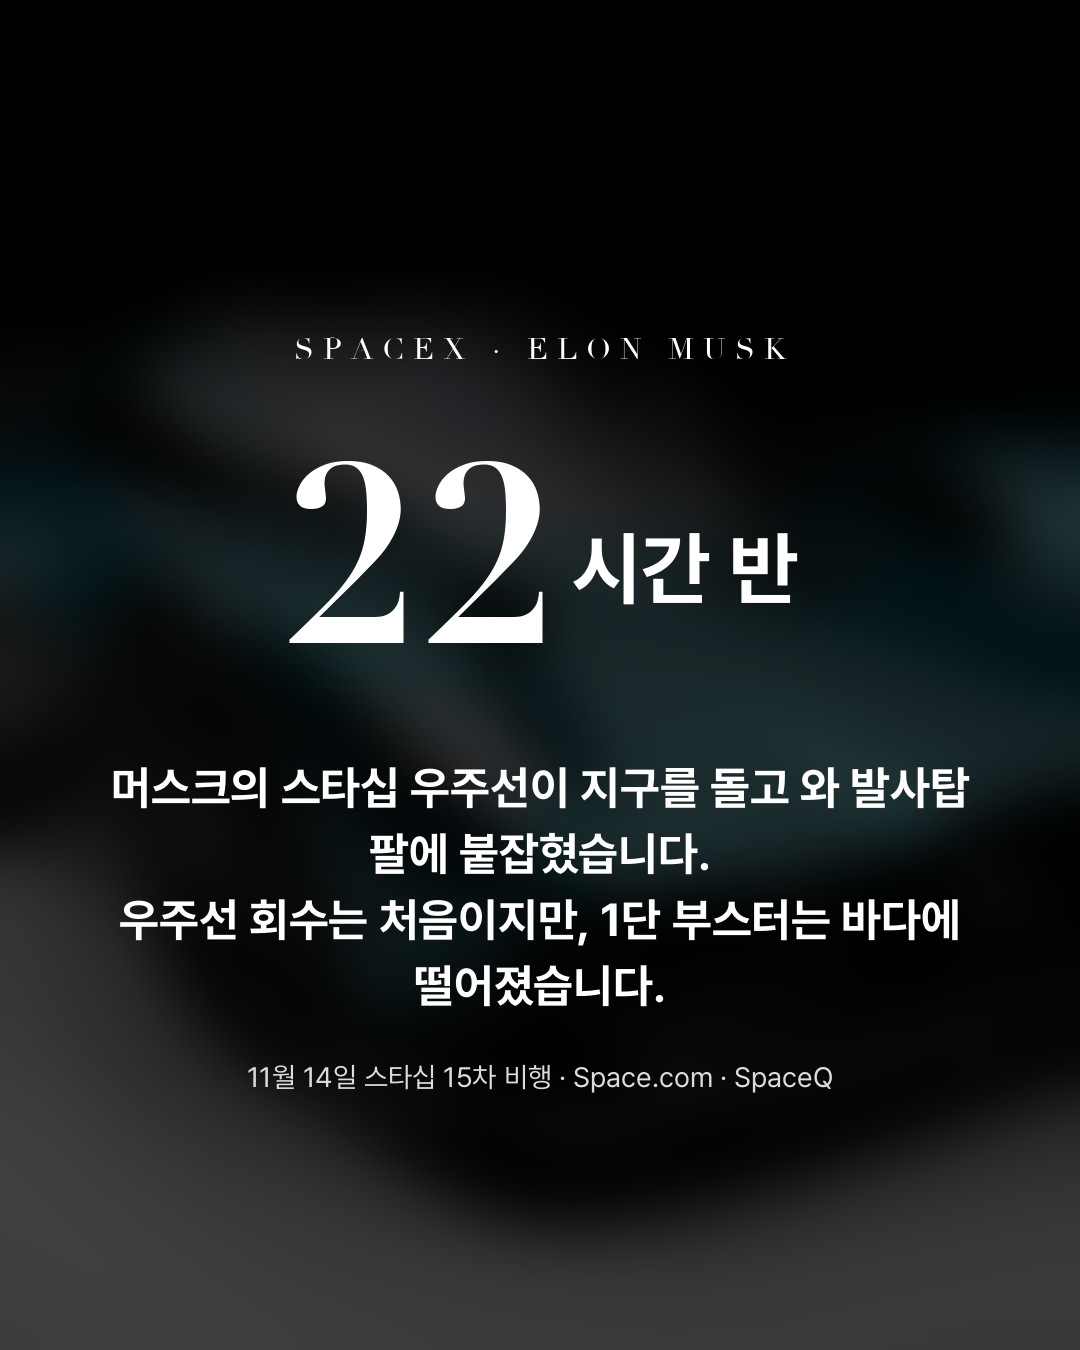 SPACEX · ELON MUSK
22시간 반
머스크의 스타십 우주선이 지구를 돌고 와 발사탑
팔에 붙잡혔습니다.
우주선 회수는 처음이지만, 1단 부스터는 바다에
떨어졌습니다.
11월 14일 스타십 15차 비행 · Space.com · SpaceQ